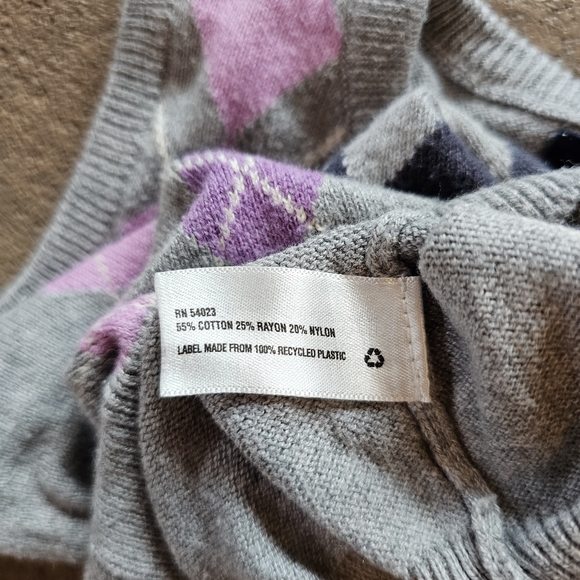 RN 54023
55% COTTON 25% RAYON 20% NYLON
LABEL MADE FROM 100% RECYCLED PLASTIC